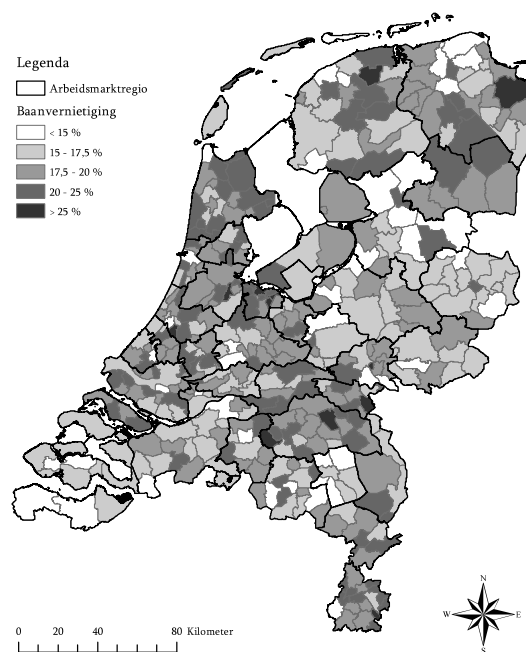 Legenda
Arbeidsmarktregio
Baanvernietiging
< 15 %
15 - 17,5 %
17,5 - 20 %
20 - 25 %
> 25 %
N
W E
S
0 20 40 80 Kilometer